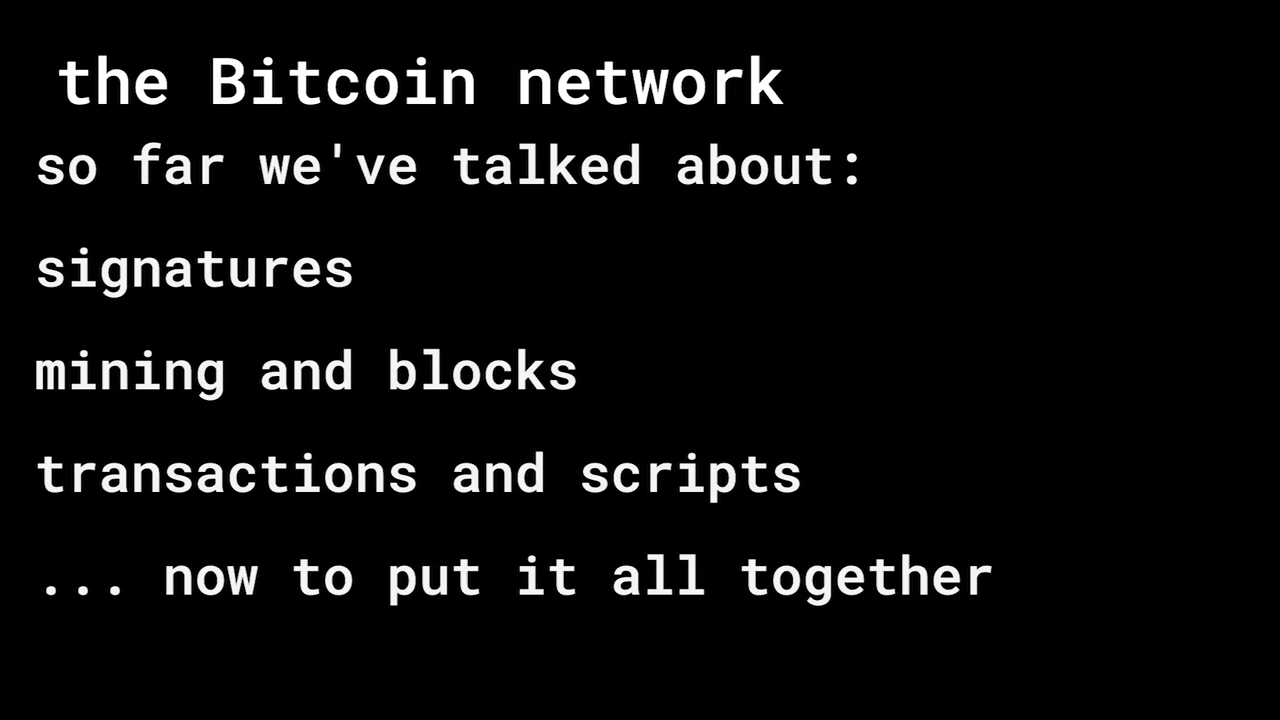 the Bitcoin network
so far we've talked about:
signatures
mining and blocks
transactions and scripts
... now to put it all together